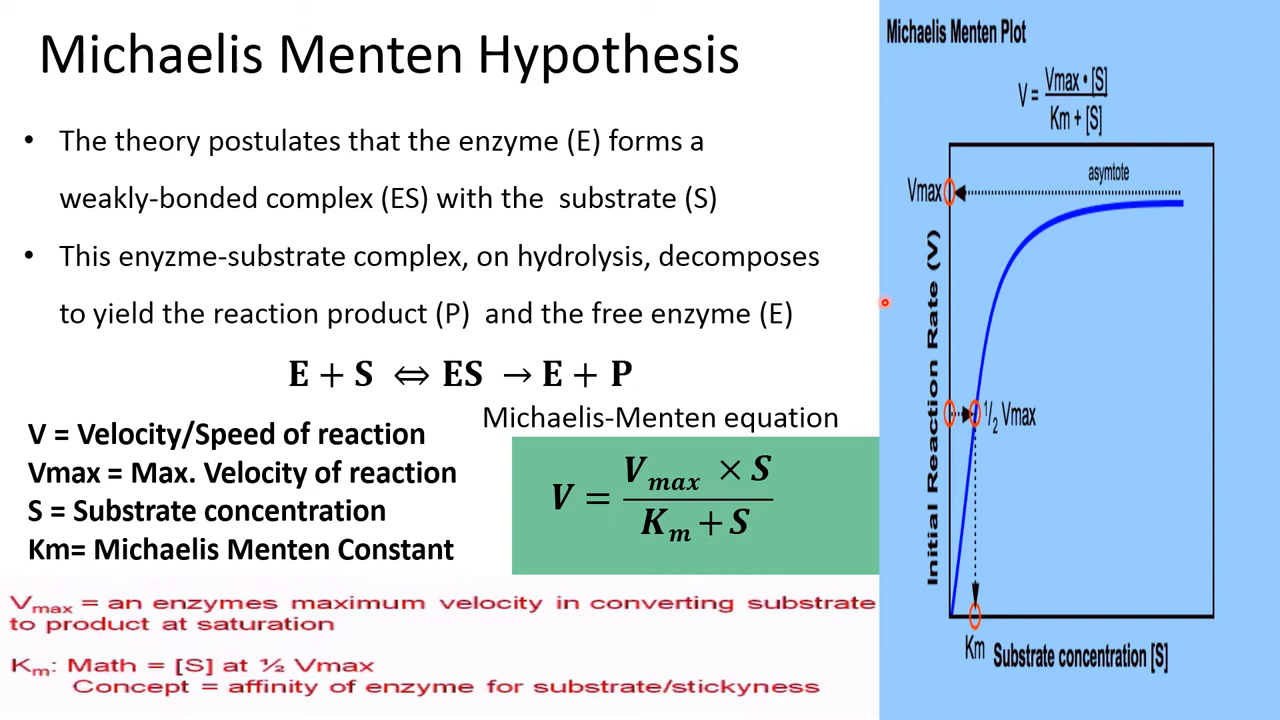 Michaelis Menten Hypothesis
• The theory postulates that the enzyme (E) forms a
weakly-bonded complex (ES) with the substrate (S)
• This enyzme-substrate complex, on hydrolysis, decomposes
to yield the reaction product (P) and the free enzyme (E)
E + S ⇔ ES → E + P
V = Velocity/Speed of reaction
Vmax = Max. Velocity of reaction
S = Substrate concentration
Km= Michaelis Menten Constant
Michaelis-Menten equation
V = (V_max × S) / (K_m + S)
V_max = an enzymes maximum velocity in converting substrate
to product at saturation
K_m: Math = [S] at ½ Vmax
Concept = affinity of enzyme for substrate/stickyness
Michaelis Menten Plot
V = (Vmax • [S]) / (Km + [S])
asymtote
Vmax
Initial Reaction Rate (V)
1/2 Vmax
Km
Substrate concentration [S]